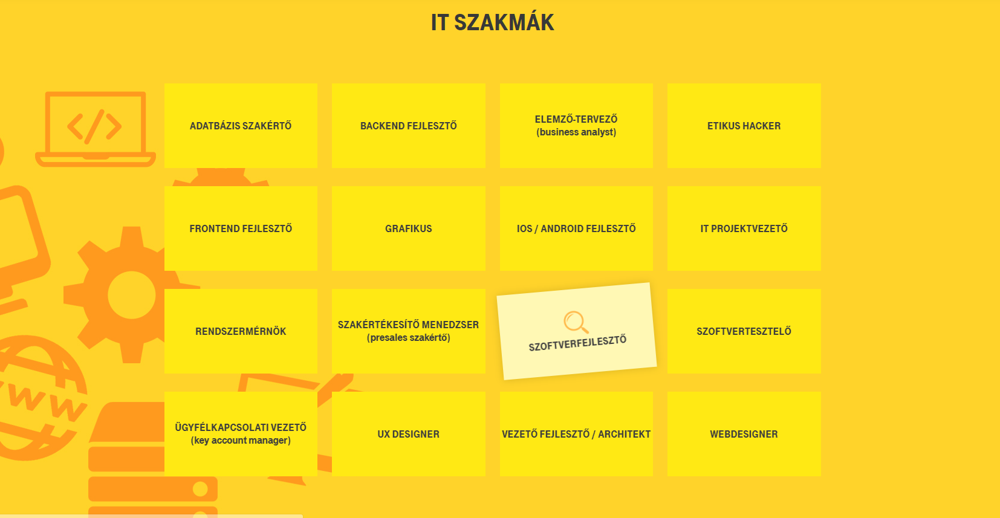 IT SZAKMÁK
ADATBÁZIS SZAKÉRTŐ
BACKEND FEJLESZTŐ
ELEMZŐ-TERVEZŐ
(business analyst)
ETIKUS HACKER
FRONTEND FEJLESZTŐ
GRAFIKUS
IOS / ANDROID FEJLESZTŐ
IT PROJEKTVEZETŐ
RENDSZERMÉRNÖK
SZAKÉRTÉKESÍTŐ MENEDZSER
(presales szakértő)
SZOFTVERFEJLESZTŐ
SZOFTVERTESZTELŐ
ÜGYFÉLKAPCSOLATI VEZETŐ
(key account manager)
UX DESIGNER
VEZETŐ FEJLESZTŐ / ARCHITEKT
WEBDESIGNER
www